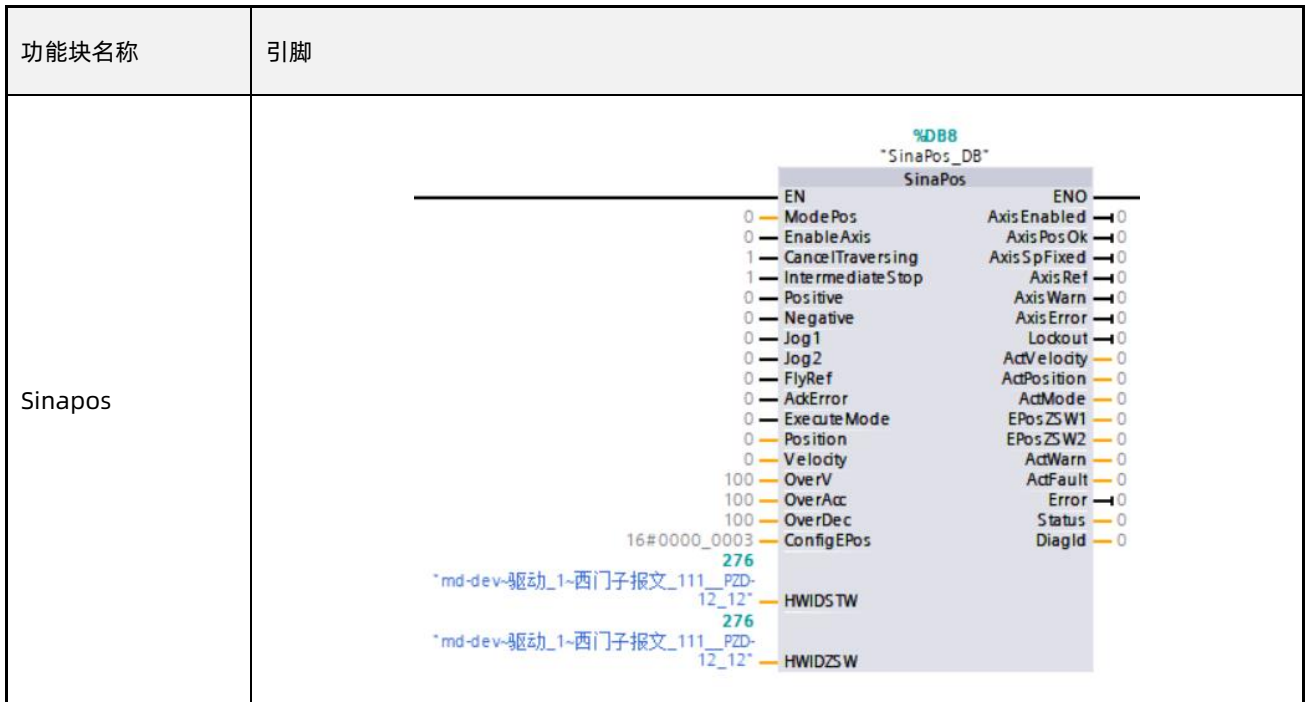 功能块名称 引脚
%DB8
"SinaPos_DB"
SinaPos
EN ENO
0 ModePos AxisEnabled 0
0 EnableAxis AxisPosOk 0
1 CancelTraversing AxisSpFixed 0
1 IntermediateStop AxisRef 0
0 Positive AxisWarn 0
0 Negative AxisError 0
0 Jog1 Lockout 0
0 Jog2 ActVelocity 0
0 FlyRef ActPosition 0
0 AckError ActMode 0
0 ExecuteMode EPosZSW1 0
0 Position EPosZSW2 0
0 Velocity ActWarn 0
100 OverV ActFault 0
100 OverAcc Error 0
100 OverDec Status 0
16#0000_0003 ConfigEPos DiagId 0
276
"md-dev~驱动_1~西门子报文_111__PZD-
12_12" HWIDSTW
276
"md-dev~驱动_1~西门子报文_111__PZD-
12_12" HWIDZSW
Sinapos